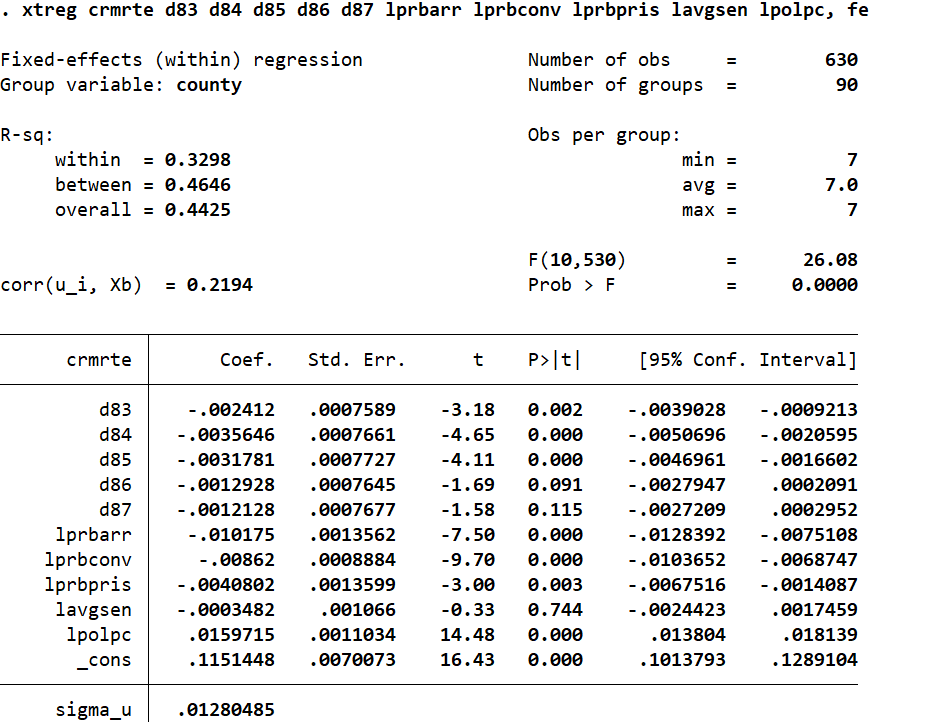 . xtreg crmrte d83 d84 d85 d86 d87 lprbarr lprbconv lprbpris lavgsen lpolpc, fe
Fixed-effects (within) regression Number of obs = 630
Group variable: county Number of groups = 90
R-sq: Obs per group:
within = 0.3298 min = 7
between = 0.4646 avg = 7.0
overall = 0.4425 max = 7
F(10,530) = 26.08
corr(u_i, Xb) = 0.2194 Prob > F = 0.0000
crmrte Coef. Std. Err. t P>|t| [95% Conf. Interval]
d83 -.002412 .0007589 -3.18 0.002 -.0039028 -.0009213
d84 -.0035646 .0007661 -4.65 0.000 -.0050696 -.0020595
d85 -.0031781 .0007727 -4.11 0.000 -.0046961 -.0016602
d86 -.0012928 .0007645 -1.69 0.091 -.0027947 .0002091
d87 -.0012128 .0007677 -1.58 0.115 -.0027209 .0002952
lprbarr -.010175 .0013562 -7.50 0.000 -.0128392 -.0075108
lprbconv -.00862 .0008884 -9.70 0.000 -.0103652 -.0068747
lprbpris -.0040802 .0013599 -3.00 0.003 -.0067516 -.0014087
lavgsen -.0003482 .001066 -0.33 0.744 -.0024423 .0017459
lpolpc .0159715 .0011034 14.48 0.000 .013804 .018139
_cons .1151448 .0070073 16.43 0.000 .1013793 .1289104
sigma_u .01280485